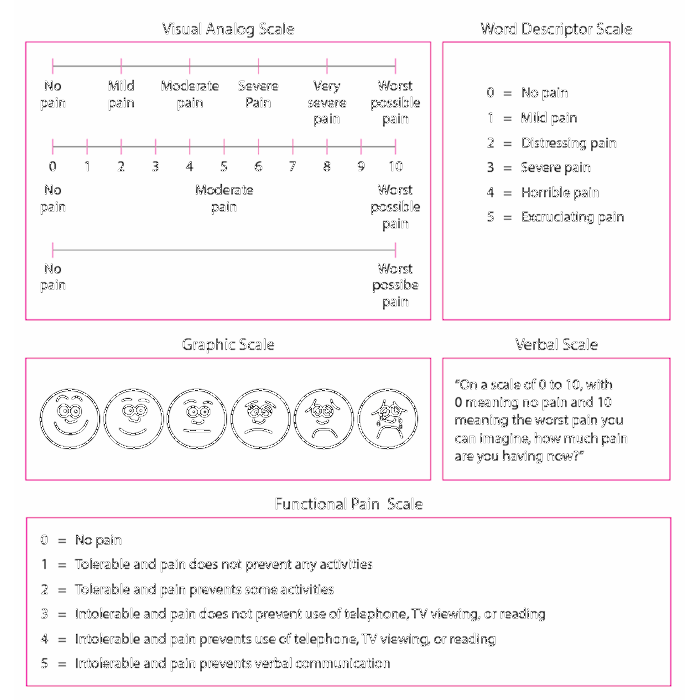 Visual Analog Scale
No pain
Mild pain
Moderate pain
Severe Pain
Very severe pain
Worst possible pain
0 1 2 3 4 5 6 7 8 9 10
No pain
Moderate pain
Worst possible pain
No pain
Worst possibe pain
Word Descriptor Scale
0 = No pain
1 = Mild pain
2 = Distressing pain
3 = Severe pain
4 = Horrible pain
5 = Excruciating pain
Graphic Scale
Verbal Scale
"On a scale of 0 to 10, with
0 meaning no pain and 10
meaning the worst pain you
can imagine, how much pain
are you having now?"
Functional Pain Scale
0 = No pain
1 = Tolerable and pain does not prevent any activities
2 = Tolerable and pain prevents some activities
3 = Intolerable and pain does not prevent use of telephone, TV viewing, or reading
4 = Intolerable and pain prevents use of telephone, TV viewing, or reading
5 = Intolerable and pain prevents verbal communication